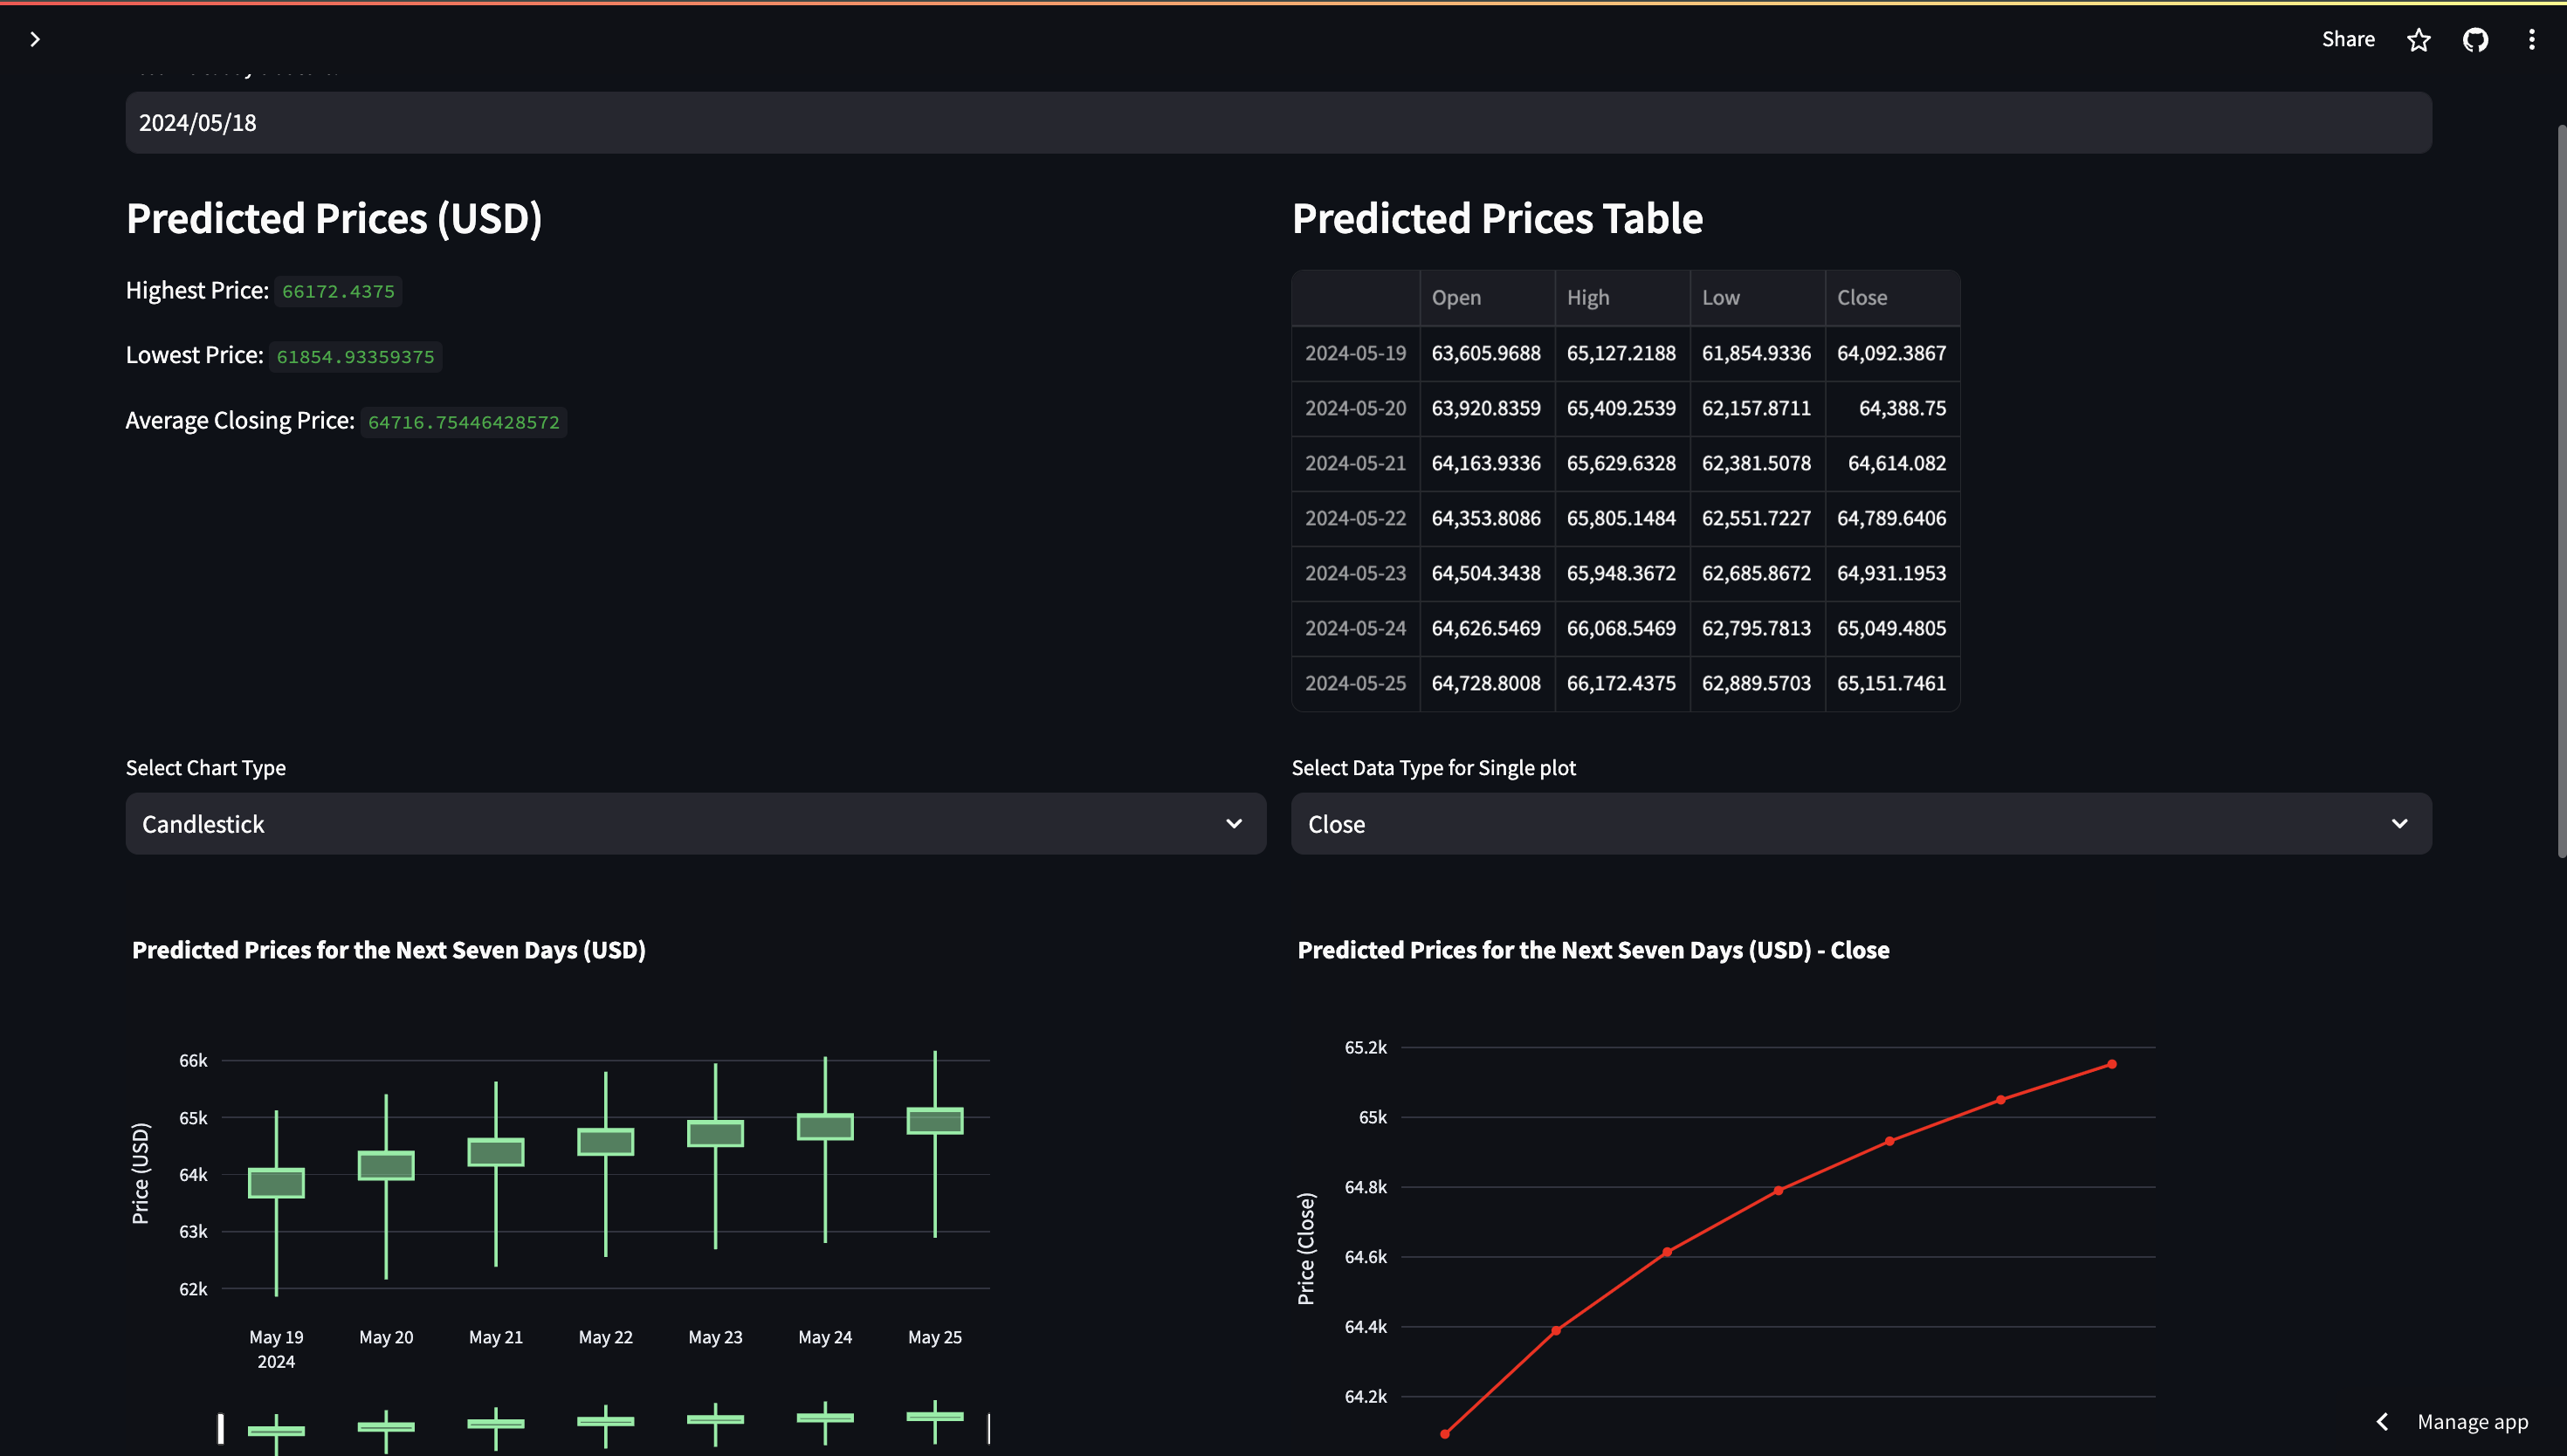 Share
2024/05/18
Predicted Prices (USD)
Highest Price: 66172.4375
Lowest Price: 61854.93359375
Average Closing Price: 64716.75446428572
Predicted Prices Table
Open High Low Close
2024-05-19 63,605.9688 65,127.2188 61,854.9336 64,092.3867
2024-05-20 63,920.8359 65,409.2539 62,157.8711 64,388.75
2024-05-21 64,163.9336 65,629.6328 62,381.5078 64,614.082
2024-05-22 64,353.8086 65,805.1484 62,551.7227 64,789.6406
2024-05-23 64,504.3438 65,948.3672 62,685.8672 64,931.1953
2024-05-24 64,626.5469 66,068.5469 62,795.7813 65,049.4805
2024-05-25 64,728.8008 66,172.4375 62,889.5703 65,151.7461
Select Chart Type
Candlestick
Select Data Type for Single plot
Close
Predicted Prices for the Next Seven Days (USD)
Price (USD)
66k
65k
64k
63k
62k
May 19 May 20 May 21 May 22 May 23 May 24 May 25
2024
Predicted Prices for the Next Seven Days (USD) - Close
Price (Close)
65.2k
65k
64.8k
64.6k
64.4k
64.2k
Manage app